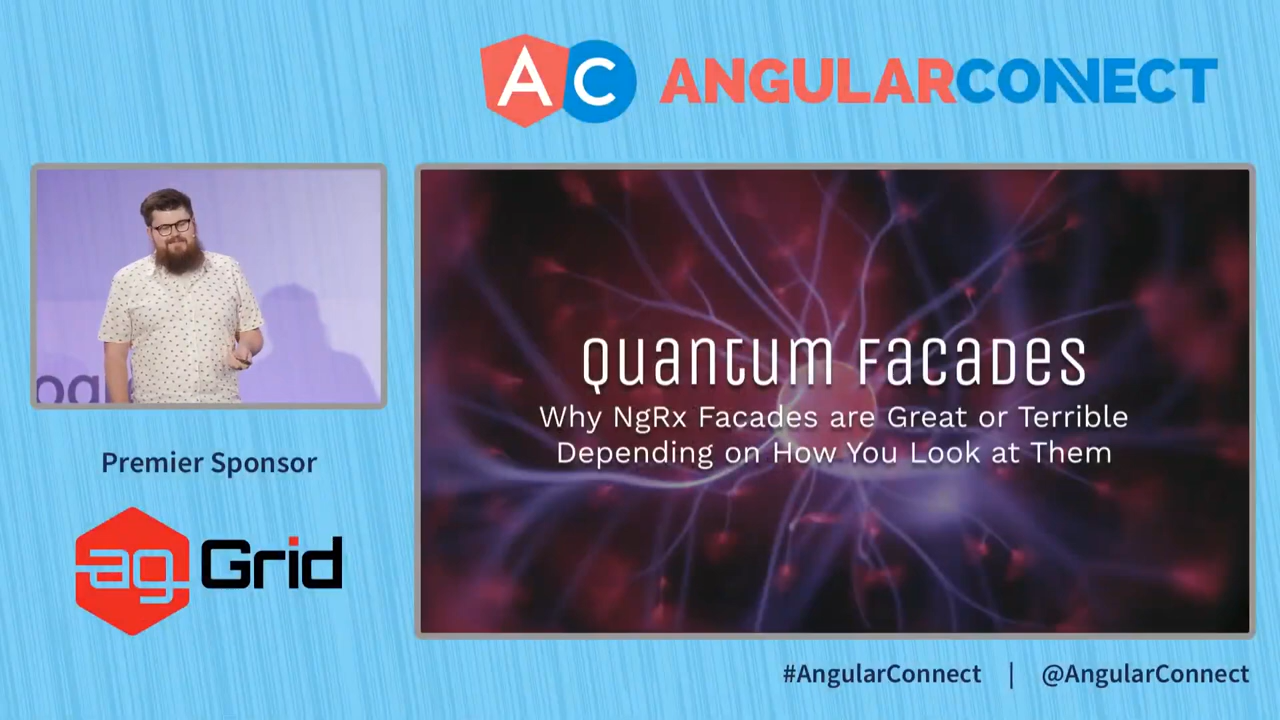 AC ANGULARCONNECT
Quantum Facades
Why NgRx Facades are Great or Terrible
Depending on How You Look at Them
Premier Sponsor
ag Grid
#AngularConnect | @AngularConnect